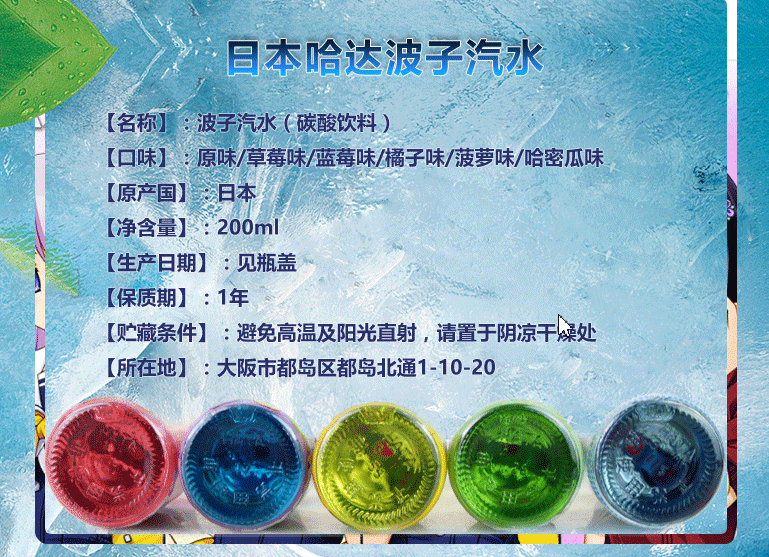 日本哈达波子汽水
【名称】：波子汽水（碳酸饮料）
【口味】：原味/草莓味/蓝莓味/橘子味/菠萝味/哈密瓜味
【原产国】：日本
【净含量】：200ml
【生产日期】：见瓶盖
【保质期】：1年
【贮藏条件】：避免高温及阳光直射，请置于阴凉干燥处
【所在地】：大阪市都岛区都岛北通1-10-20